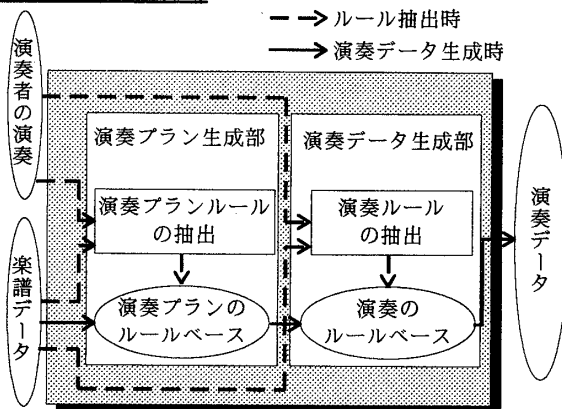 ルール抽出時
演奏データ生成時
演奏者の演奏
演奏プラン生成部
演奏データ生成部
演奏プランルール
の抽出
演奏ルール
の抽出
楽譜データ
演奏プランの
ルールベース
演奏の
ルールベース
演奏データ